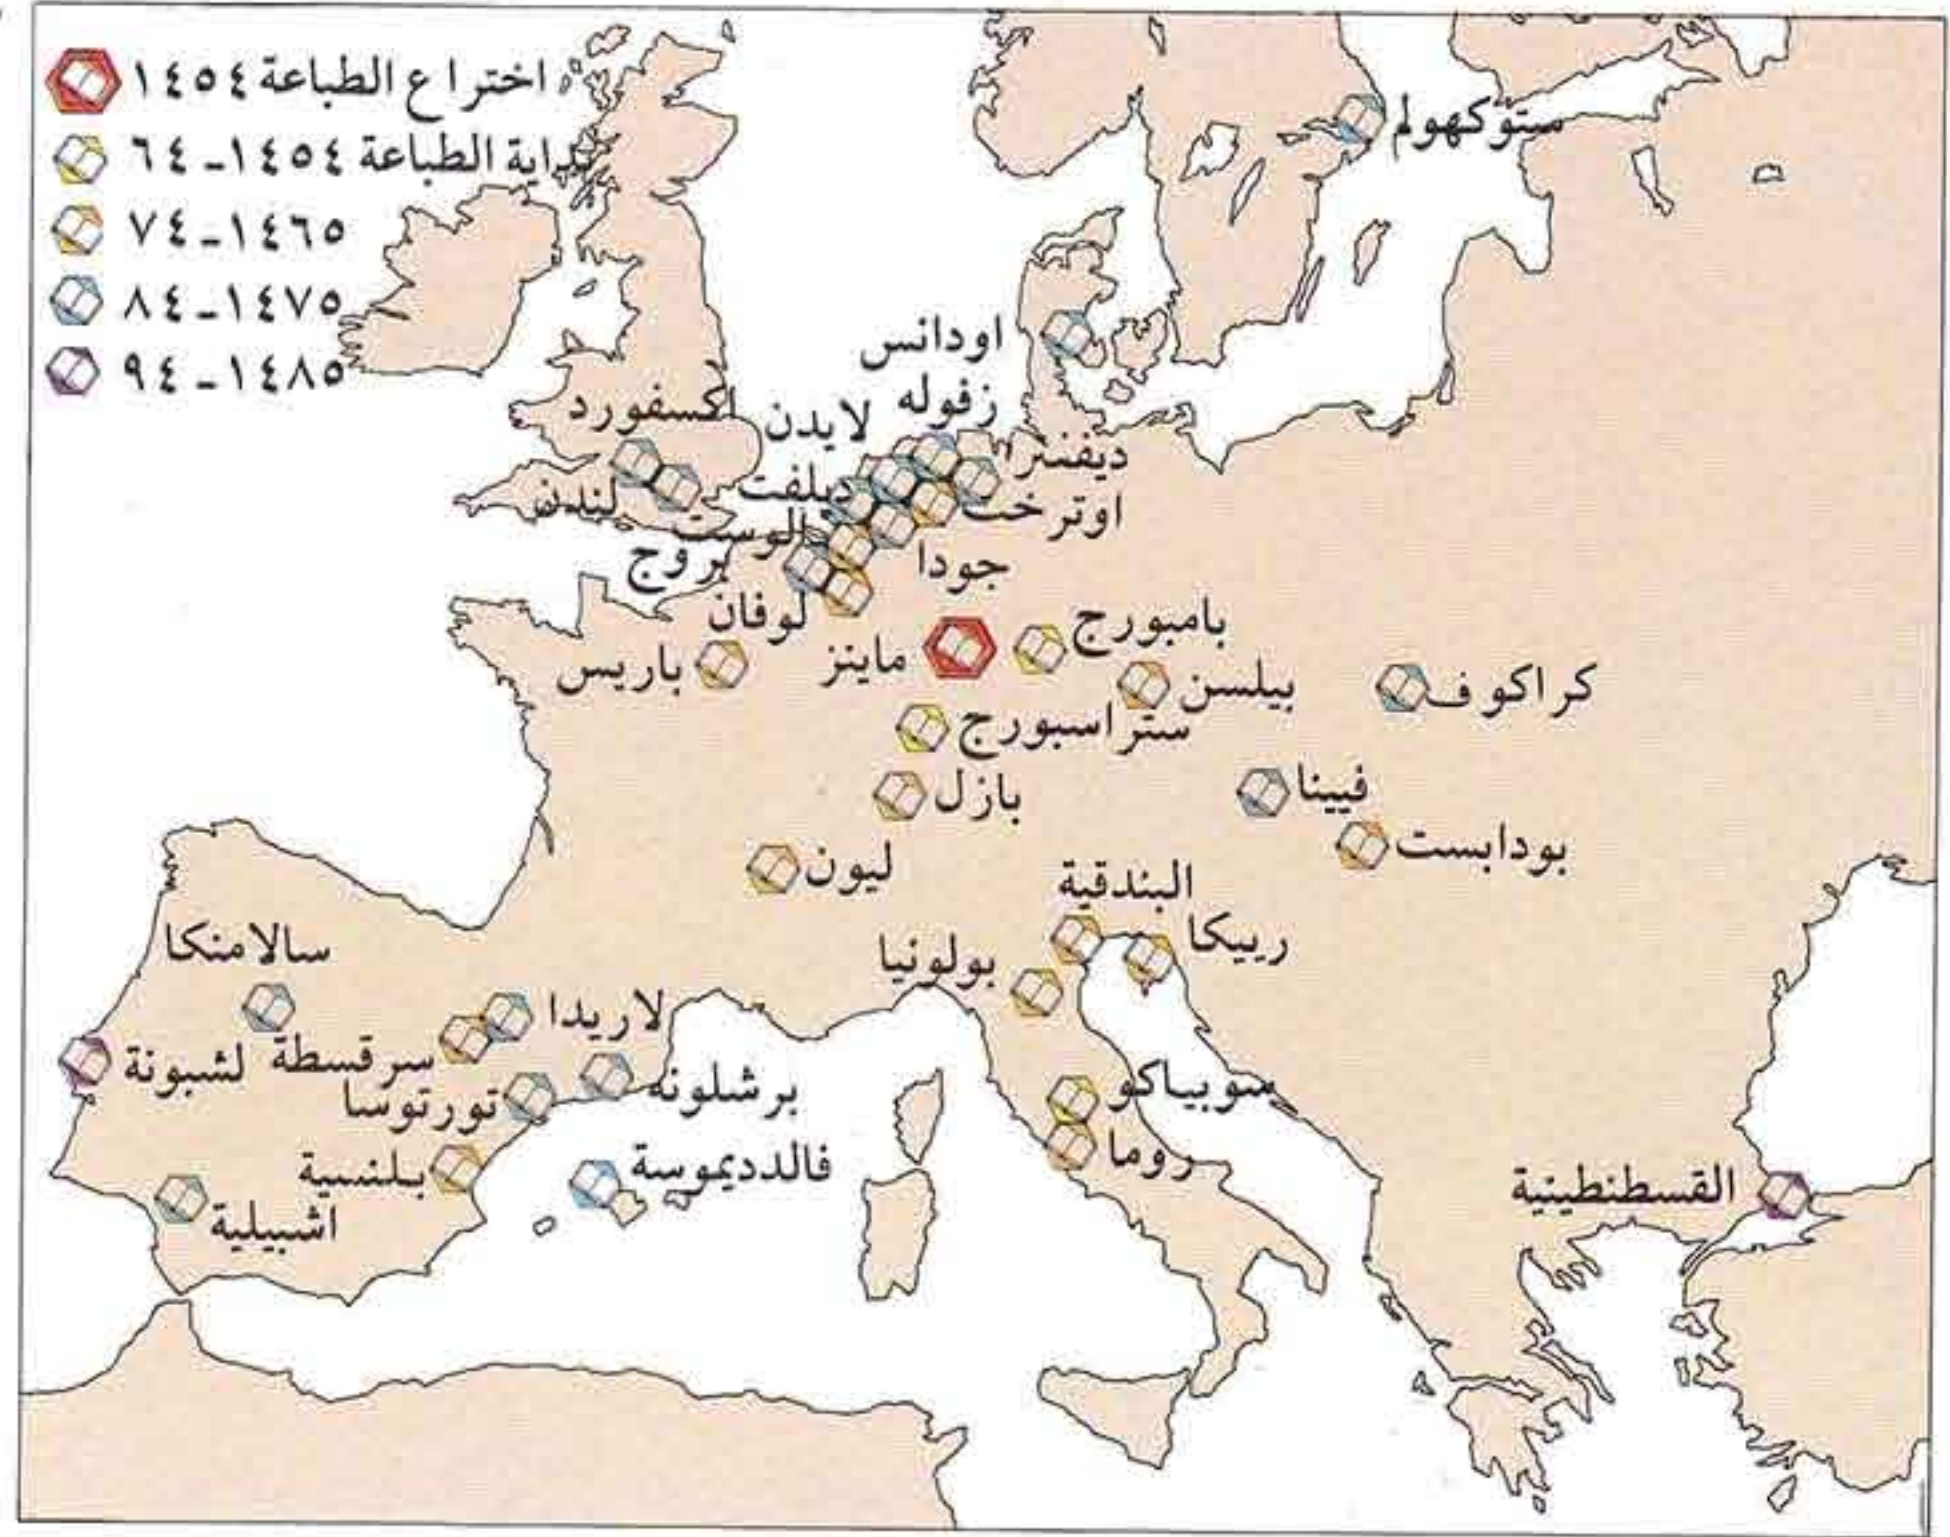 اختراع الطباعة ١٤٥٤
بداية الطباعة ١٤٥٤-٦٤
١٤٦٥-٧٤
١٤٧٥-٨٤
١٤٨٥-٩٤
ستوكهولم
اودانس
زفوله
لايدن
اكسفورد
ديفنتر
ديلفت
لندن
اوترخت
الوست
بروج
جودا
لوفان
بامبورج
ماينز
باريس
بيلسن
كراكوف
ستراسبورج
بازل
فيينا
بودابست
ليون
البندقية
رييكا
بولونيا
سالامنكا
لاريدا
سرقسطة
لشبونة
برشلونه
تورتوسا
سوبياكو
روما
فالدديموسة
بلنسية
القسطنطينية
اشبيلية